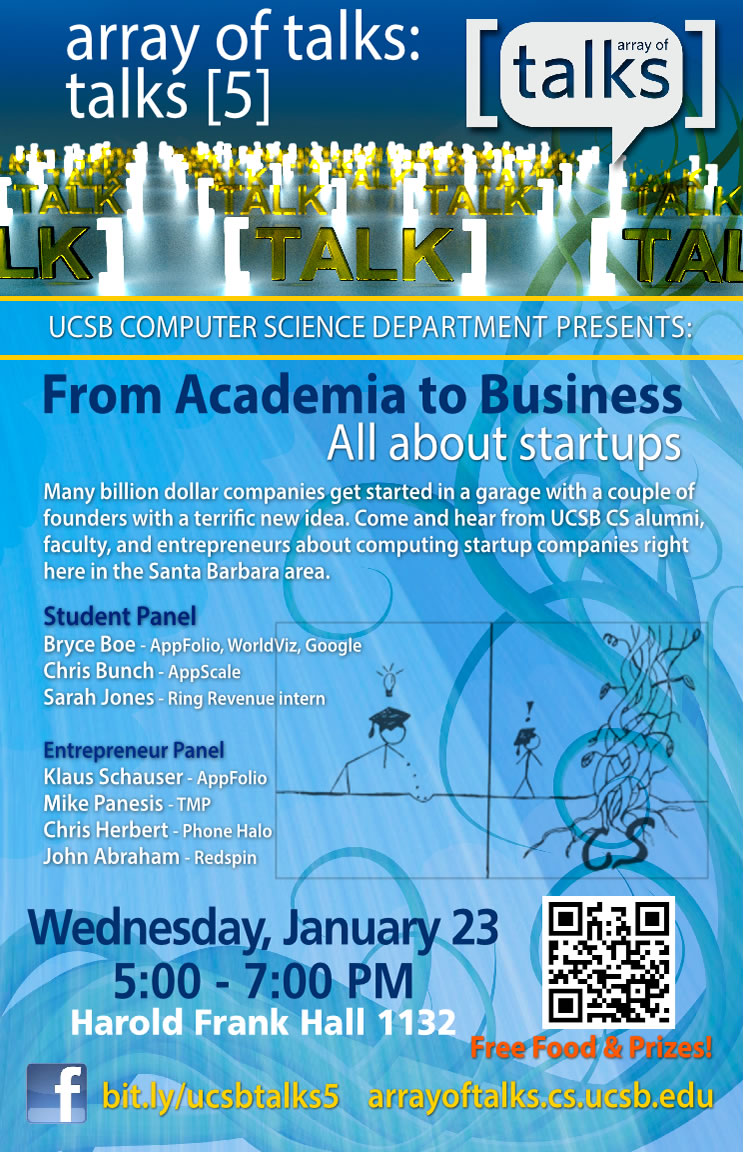 array of talks:
talks [5]
[array of
talks]
[TALK] [TALK] [TALK] [TALK
LK] [TALK] [TAL
UCSB COMPUTER SCIENCE DEPARTMENT PRESENTS:
From Academia to Business
All about startups
Many billion dollar companies get started in a garage with a couple of
founders with a terrific new idea. Come and hear from UCSB CS alumni,
faculty, and entrepreneurs about computing startup companies right
here in the Santa Barbara area.
Student Panel
Bryce Boe - AppFolio, WorldViz, Google
Chris Bunch - AppScale
Sarah Jones - Ring Revenue intern
!
Entrepreneur Panel
Klaus Schauser - AppFolio
Mike Panesis - TMP
Chris Herbert - Phone Halo
John Abraham - Redspin
CS
Wednesday, January 23
5:00 - 7:00 PM
Harold Frank Hall 1132
Free Food & Prizes!
f bit.ly/ucsbtalks5 arrayoftalks.cs.ucsb.edu